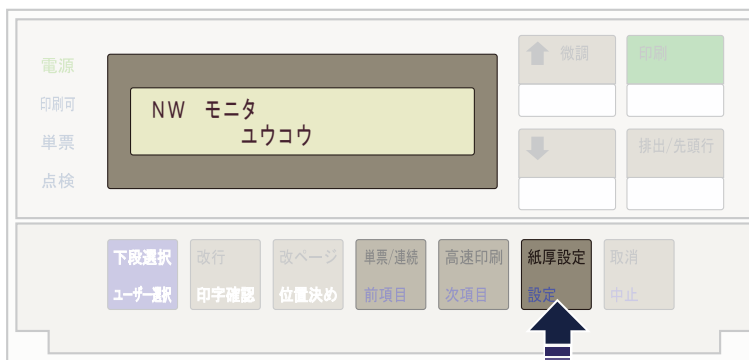 電源
印刷可
単票
点検
NW モニタ
ユウコウ
微調
印刷
排出/先頭行
下段選択
ユーザー選択
改行
印字確認
改ページ
位置決め
単票/連続
前項目
高速印刷
次項目
紙厚設定
設定
取消
中止